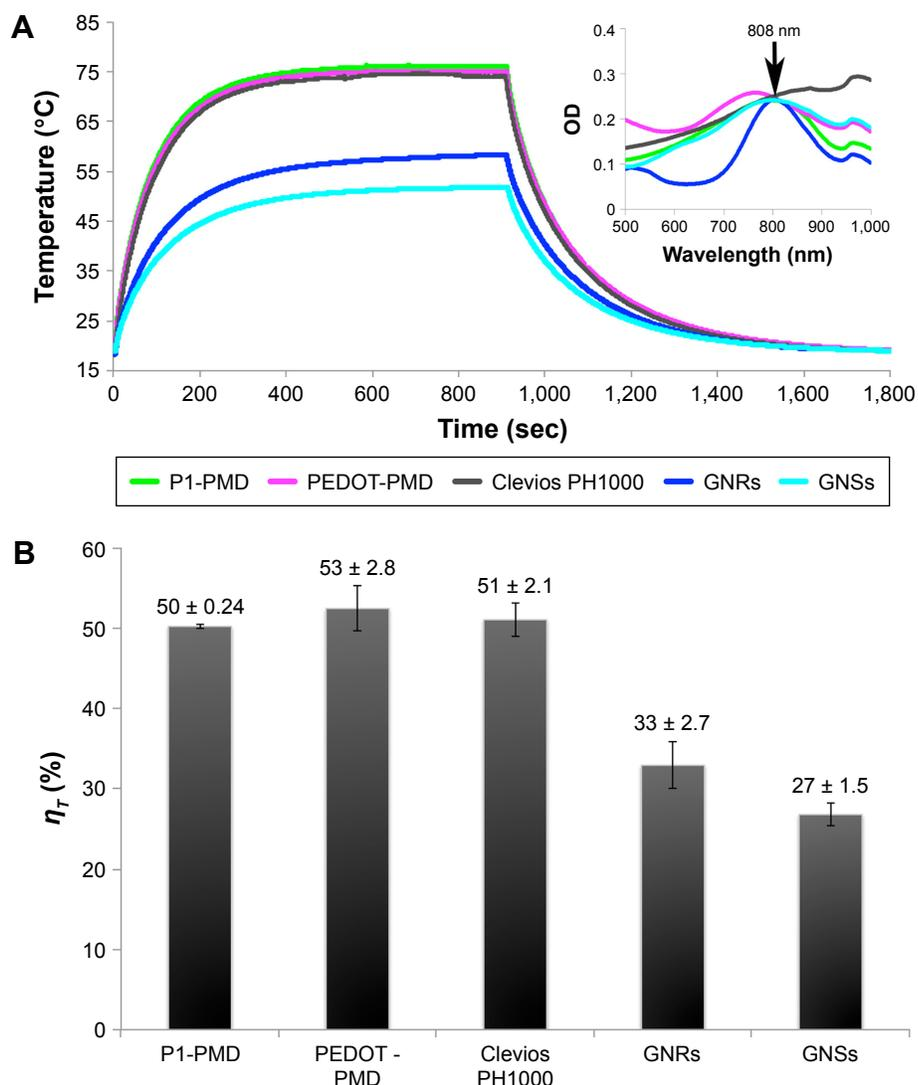 A
85
75
65
55
45
35
25
15
Temperature (°C)
0 200 400 600 800 1,000 1,200 1,400 1,600 1,800
Time (sec)
808 nm
0.4
0.3
0.2
0.1
0
OD
500 600 700 800 900 1,000
Wavelength (nm)
P1-PMD PEDOT-PMD Clevios PH1000 GNRs GNSs
B
60
50
40
30
20
10
0
η_T (%)
50 ± 0.24
53 ± 2.8
51 ± 2.1
33 ± 2.7
27 ± 1.5
P1-PMD
PEDOT -
PMD
Clevios
PH1000
GNRs
GNSs